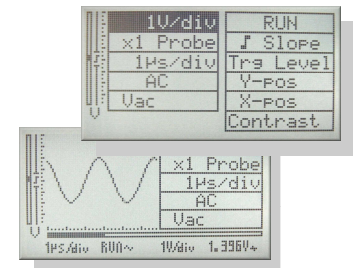 1V/div
x1 Probe
1µs/div
AC
Vac
RUN
Slope
Trg Level
Y-pos
X-pos
Contrast
x1 Probe
1µs/div
AC
Vac
1µS/div RUN~ 1V/div 1.396V~